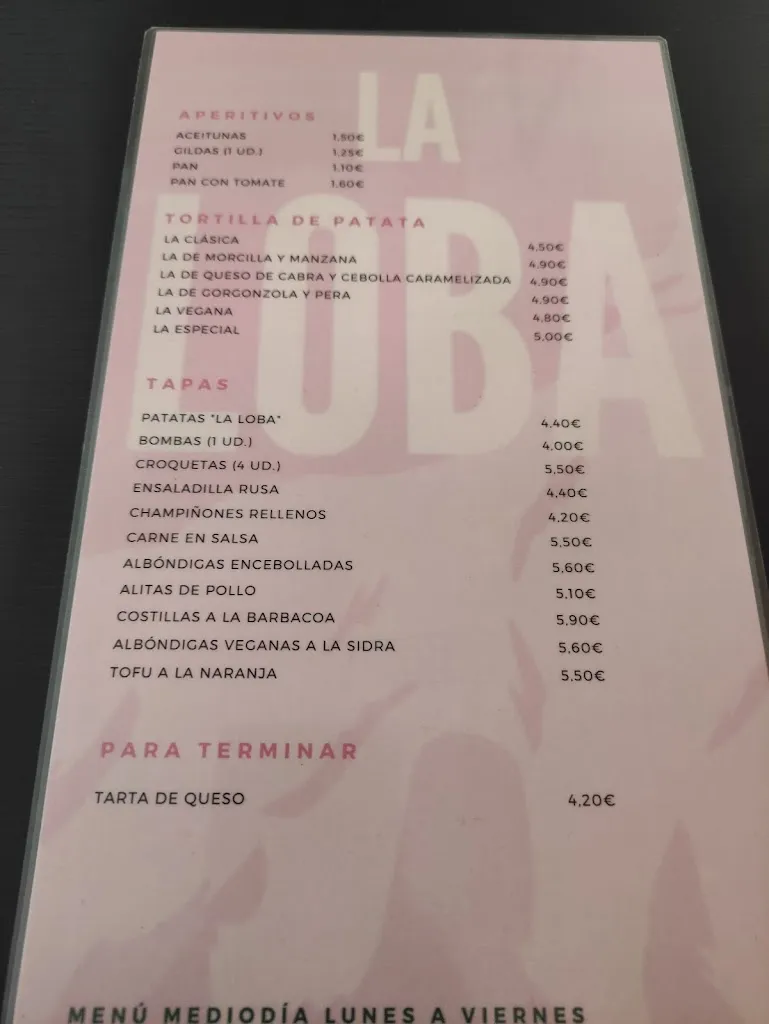 LA
LOBA
APERITIVOS
ACEITUNAS 1.50€
GILDAS (1 UD.) 1.25€
PAN 1.10€
PAN CON TOMATE 1.60€
TORTILLA DE PATATA
LA CLÁSICA 4.50€
LA DE MORCILLA Y MANZANA 4.90€
LA DE QUESO DE CABRA Y CEBOLLA CARAMELIZADA 4.90€
LA DE GORGONZOLA Y PERA 4.90€
LA VEGANA 4.80€
LA ESPECIAL 5.00€
TAPAS
PATATAS "LA LOBA" 4,40€
BOMBAS (1 UD.) 4,00€
CROQUETAS (4 UD.) 5,50€
ENSALADILLA RUSA 4,40€
CHAMPIÑONES RELLENOS 4,20€
CARNE EN SALSA 5,50€
ALBÓNDIGAS ENCEBOLLADAS 5,60€
ALITAS DE POLLO 5,10€
COSTILLAS A LA BARBACOA 5,90€
ALBÓNDIGAS VEGANAS A LA SIDRA 5,60€
TOFU A LA NARANJA 5,50€
PARA TERMINAR
TARTA DE QUESO 4,20€
MENÚ MEDIODÍA LUNES A VIERNES